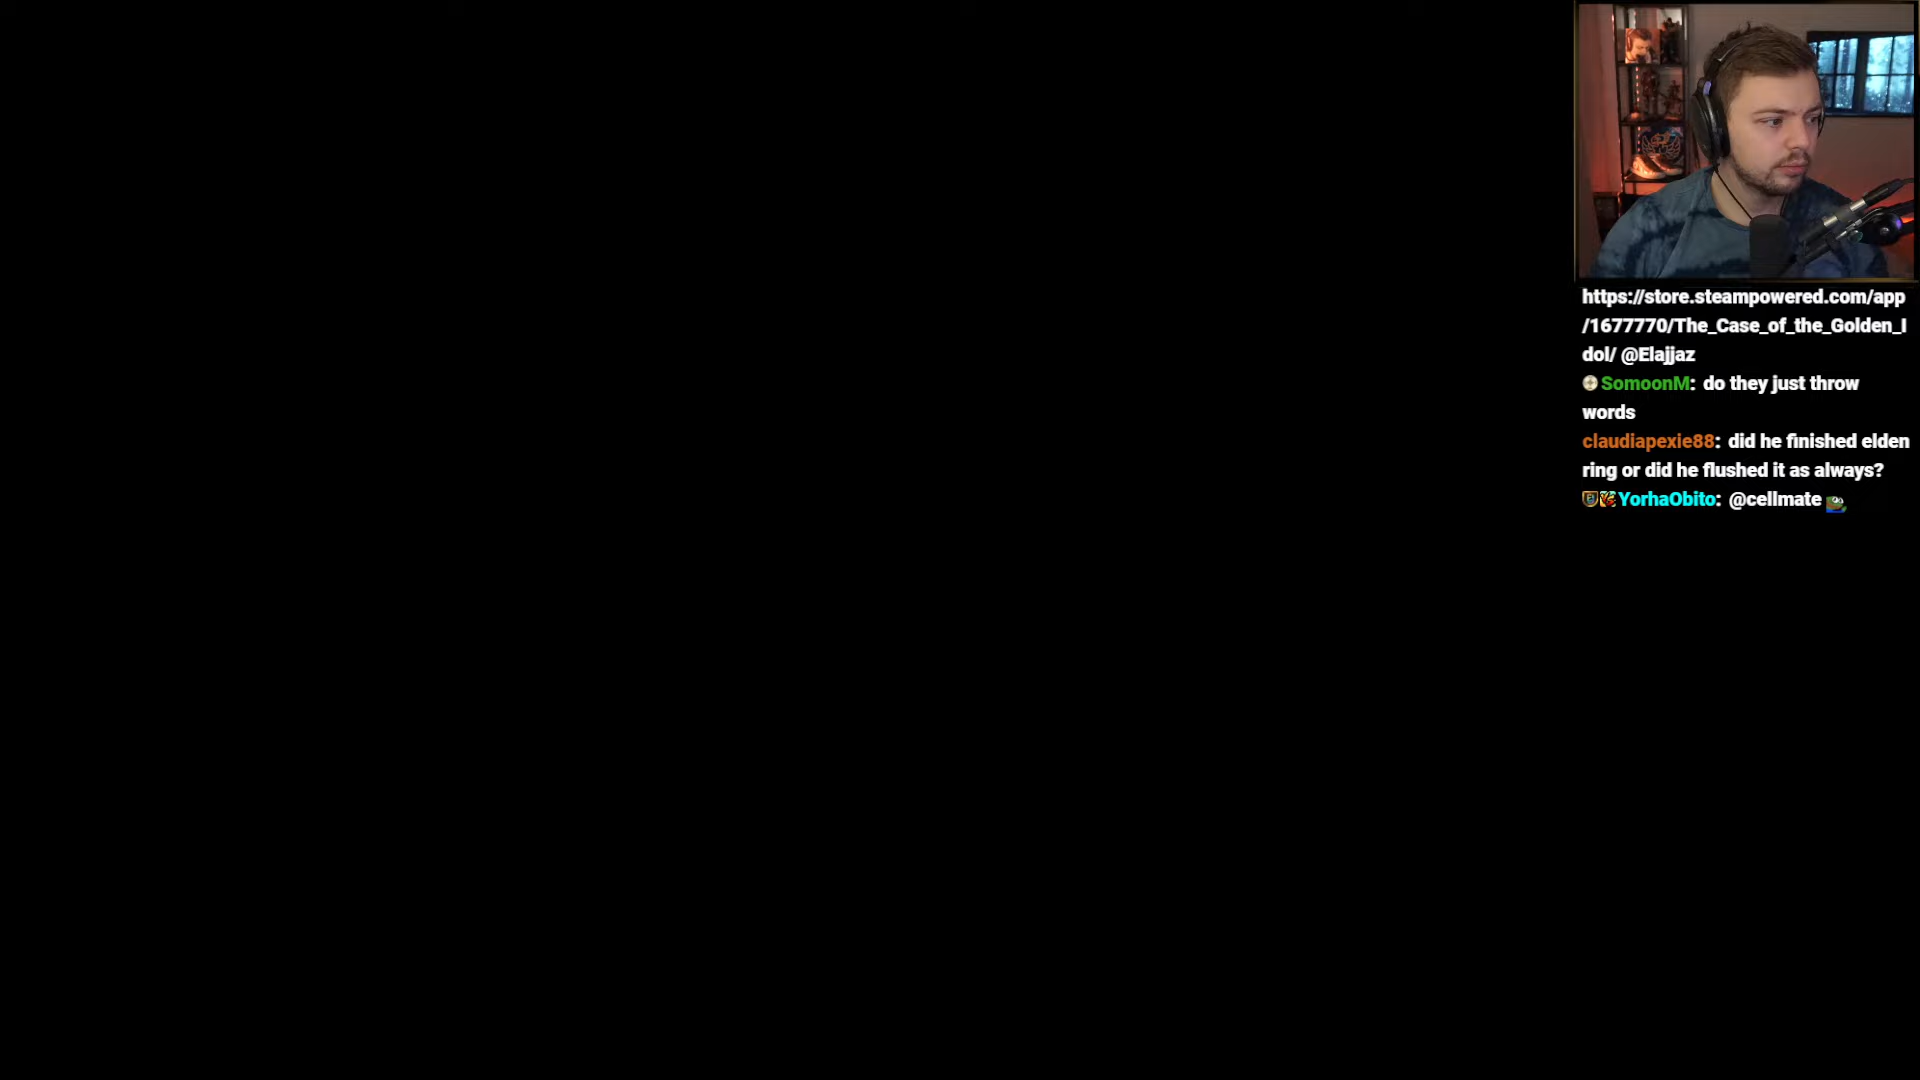 https://store.steampowered.com/app
/1677770/The_Case_of_the_Golden_I
dol/ @Elajjaz
SomoonM: do they just throw
words
claudiapexie88: did he finished elden
ring or did he flushed it as always?
YorhaObito: @cellmate